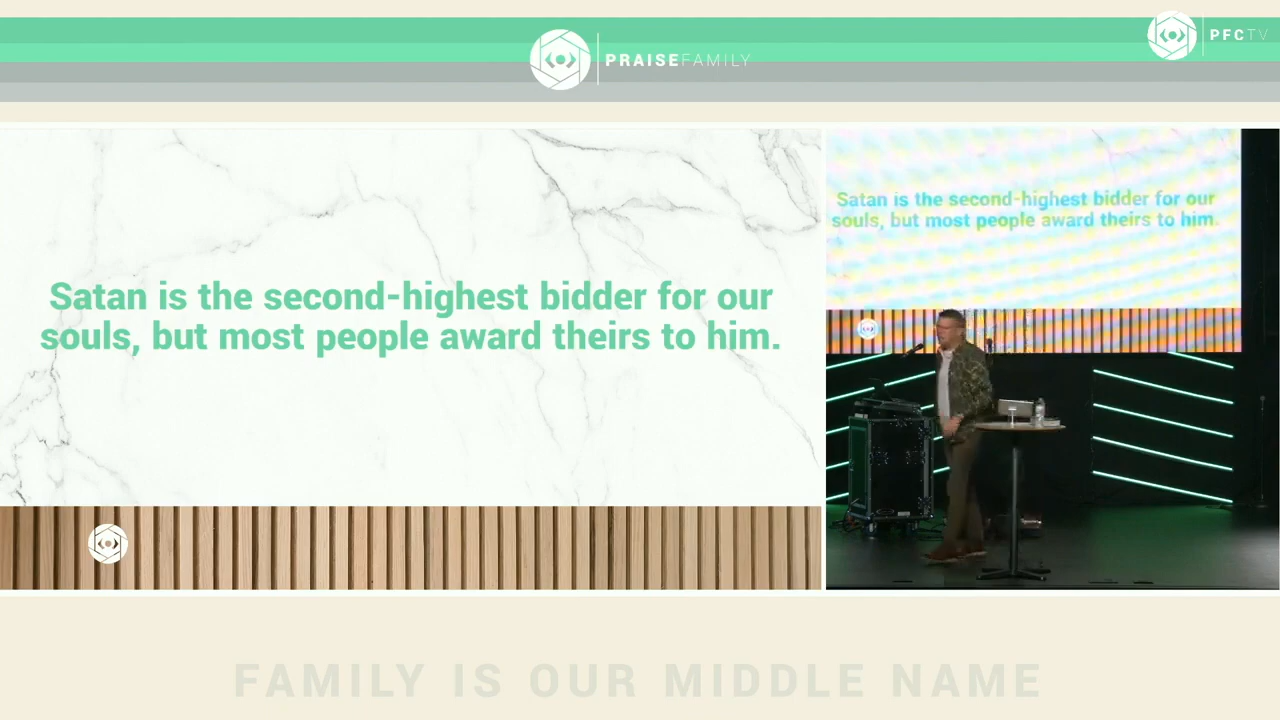 PRAISEFAMILY
PFCTV
Satan is the second-highest bidder for our
souls, but most people award theirs to him.
Satan is the second-highest bidder for our
souls, but most people award theirs to him.
FAMILY IS OUR MIDDLE NAME